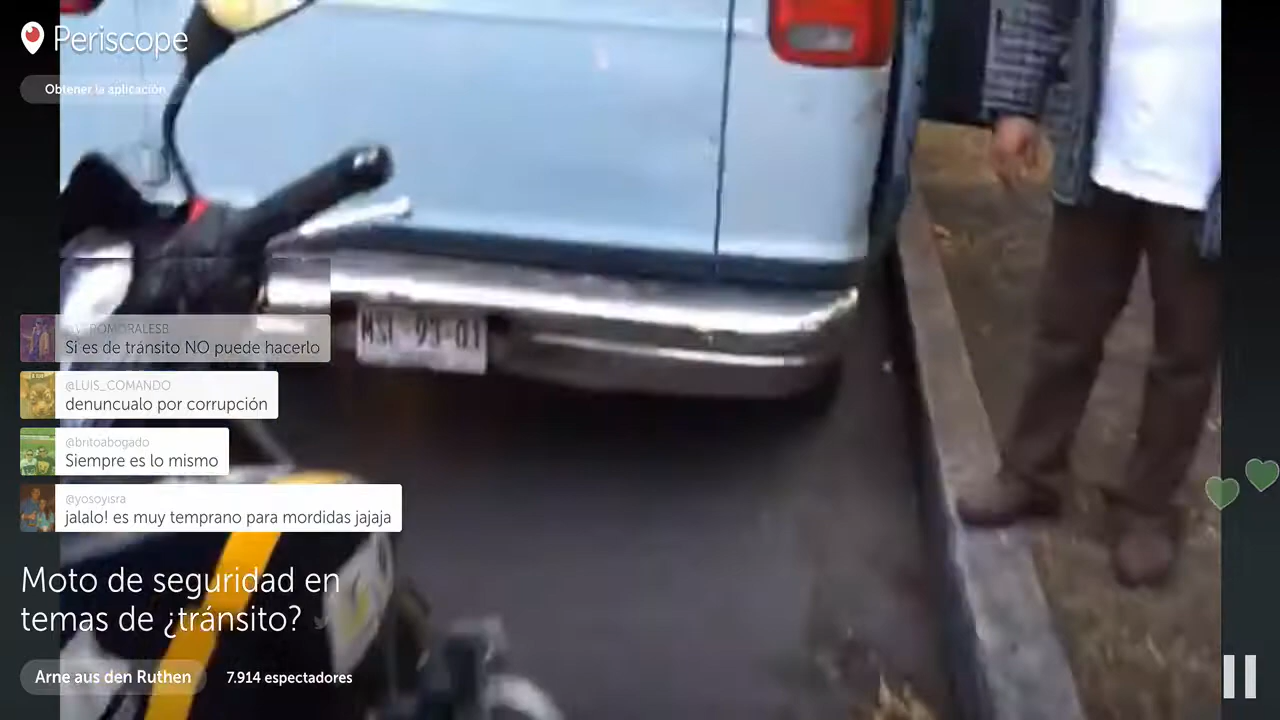 Periscope
Obtener la aplicación
Si es de tránsito NO puede hacerlo
@LUIS_COMANDO
denuncualo por corrupción
@britoabogado
Siempre es lo mismo
@yosoyisra
jalalo! es muy temprano para mordidas jajaja
Moto de seguridad en
temas de ¿tránsito?
Arne aus den Ruthen
7.914 espectadores